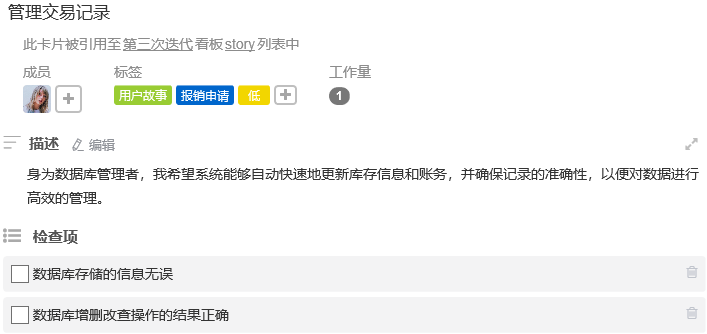 管理交易记录
此卡片被引用至第三次迭代看板story列表中
成员 标签 工作量
用户故事 报销申请 低 1
描述 编辑
身为数据库管理者，我希望系统能够自动快速地更新库存信息和账务，并确保记录的准确性，以便对数据进行
高效的管理。
检查项
数据库存储的信息无误
数据库增删改查操作的结果正确